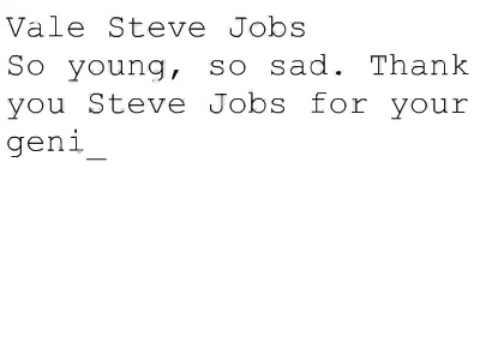 Vale Steve Jobs
So young, so sad. Thank
you Steve Jobs for your
geni_